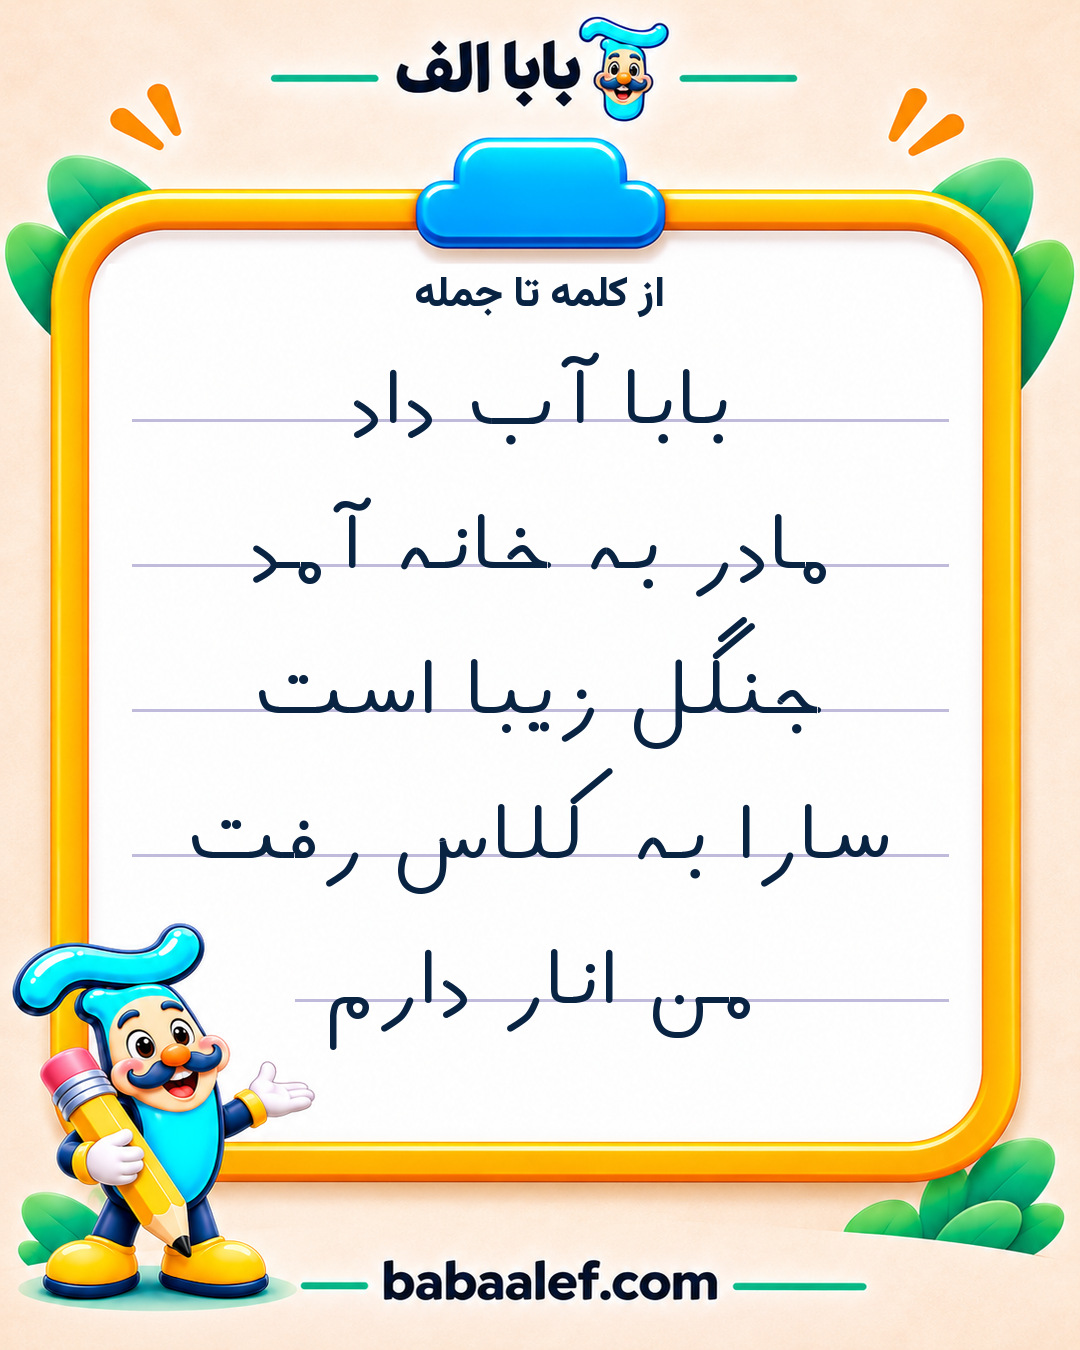 بابا الف
از کلمه تا جمله
بابا آب داد
مادر به خانه آمد
جنگل زیبا است
سارا به کلاس رفت
من انار دارم
babaalef.com